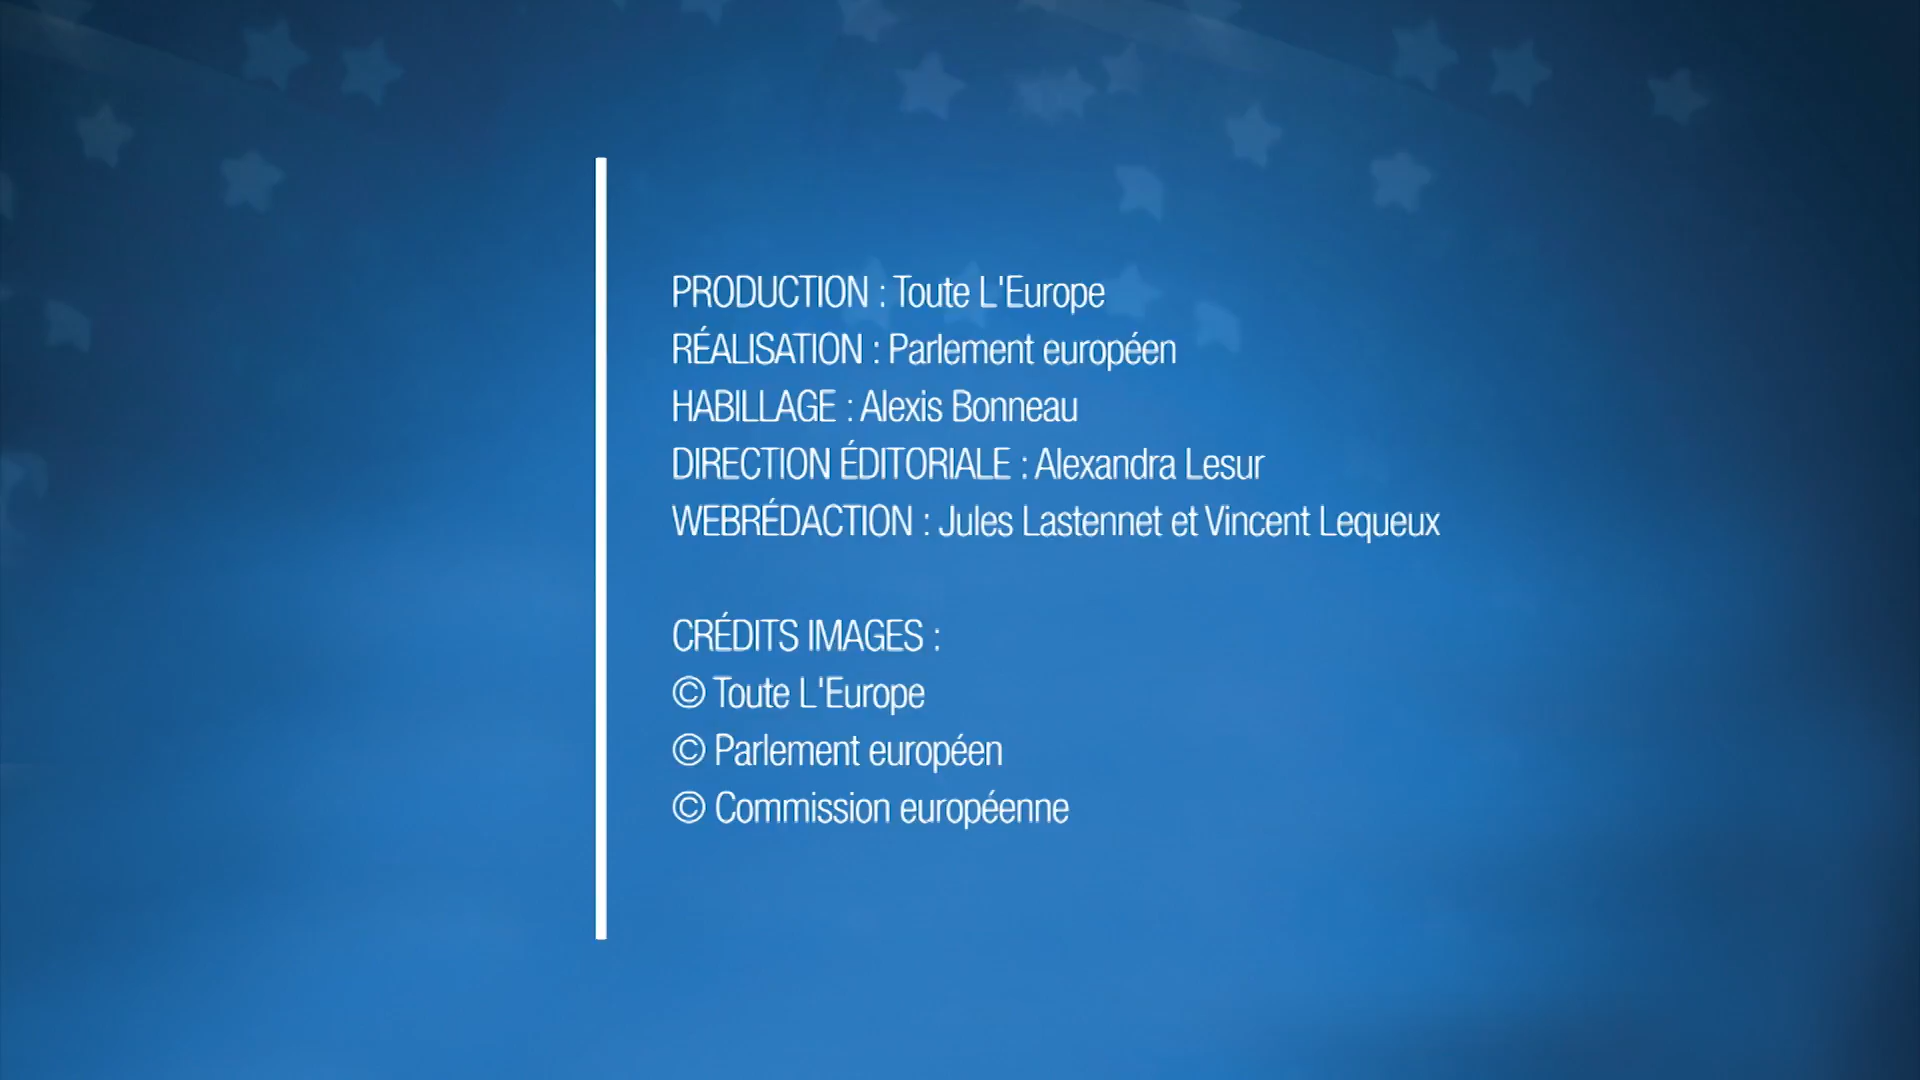 PRODUCTION : Toute L'Europe
RÉALISATION : Parlement européen
HABILLAGE : Alexis Bonneau
DIRECTION ÉDITORIALE : Alexandra Lesur
WEBRÉDACTION : Jules Lastennet et Vincent Lequeux
CRÉDITS IMAGES :
© Toute L'Europe
© Parlement européen
© Commission européenne